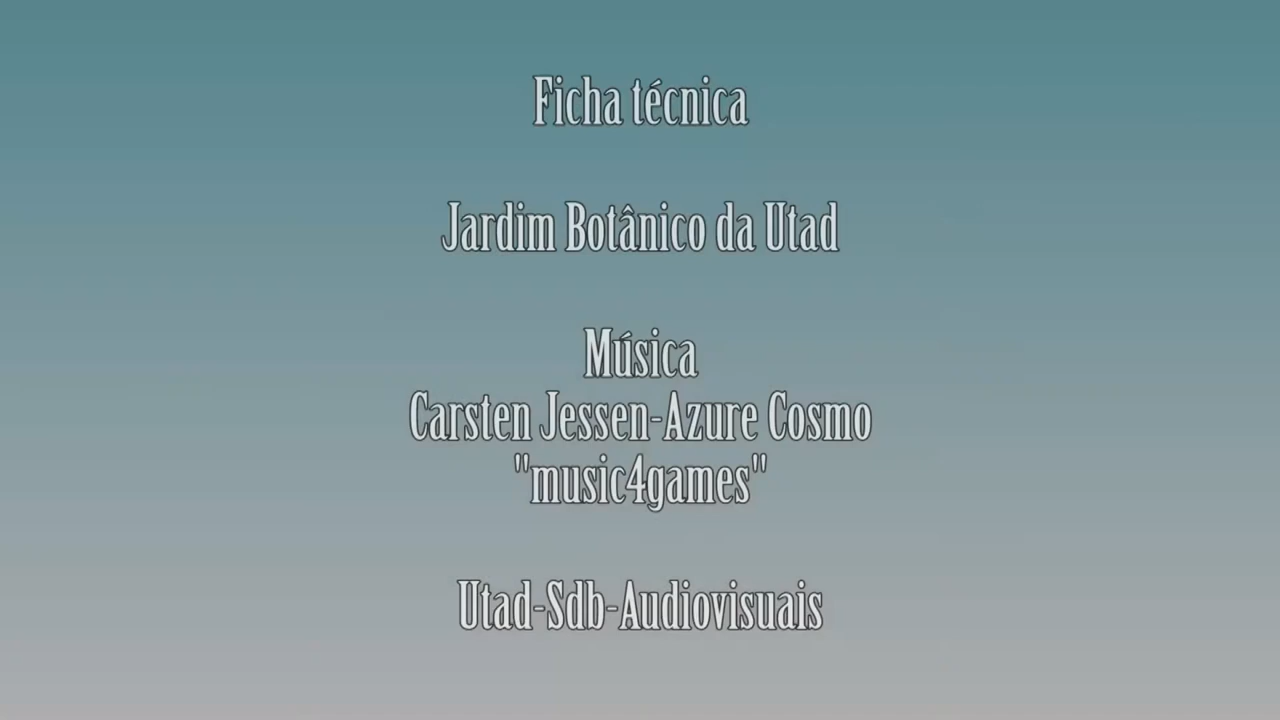 Ficha técnica
Jardim Botânico da Utad
Música
Carsten Jessen-Azure Cosmo
"music4games"
Utad-Sdb-Audiovisuais